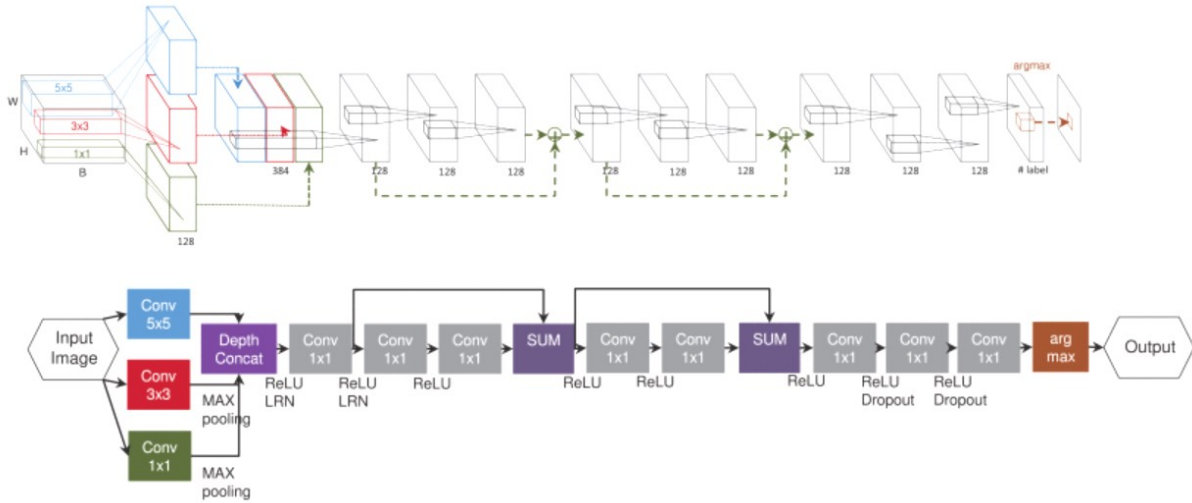 argmax
5x5
W
3x3
H
1x1
B
384
128
128
128
128
128
128
128
128
128
# label
128
Conv
5x5
Input
Image
Depth
Concat
Conv
1x1
Conv
1x1
Conv
1x1
SUM
Conv
1x1
Conv
1x1
SUM
Conv
1x1
Conv
1x1
Conv
1x1
arg
max
Output
Conv
3x3
MAX
pooling
ReLU
LRN
ReLU
LRN
ReLU
ReLU
ReLU
ReLU
ReLU
Dropout
ReLU
Dropout
Conv
1x1
MAX
pooling